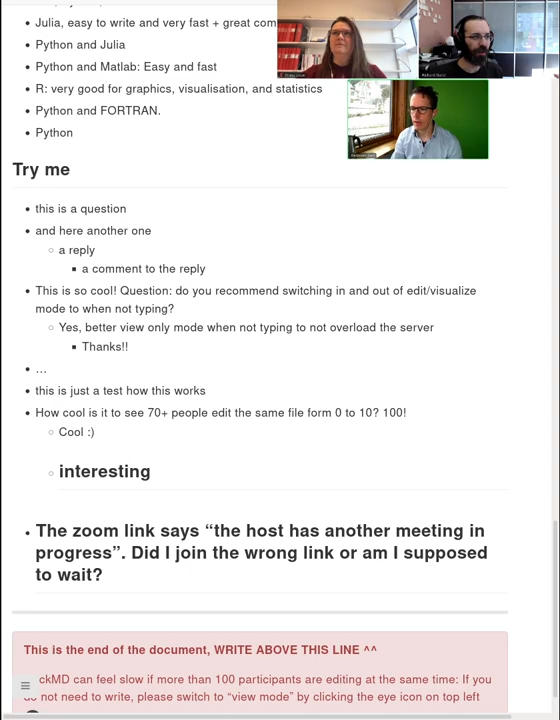 Julia, easy to write and very fast + great com
Python and Julia
Python and Matlab: Easy and fast
R: very good for graphics, visualisation, and statistics
Python and FORTRAN.
Python
Try me
this is a question
and here another one
a reply
a comment to the reply
This is so cool! Question: do you recommend switching in and out of edit/visualize
mode to when not typing?
Yes, better view only mode when not typing to not overload the server
Thanks!!
...
this is just a test how this works
How cool is it to see 70+ people edit the same file form 0 to 10? 100!
Cool :)
interesting
The zoom link says “the host has another meeting in
progress”. Did I join the wrong link or am I supposed
to wait?
This is the end of the document, WRITE ABOVE THIS LINE ^^
ckMD can feel slow if more than 100 participants are editing at the same time: If you
not need to write, please switch to “view mode” by clicking the eye icon on top left